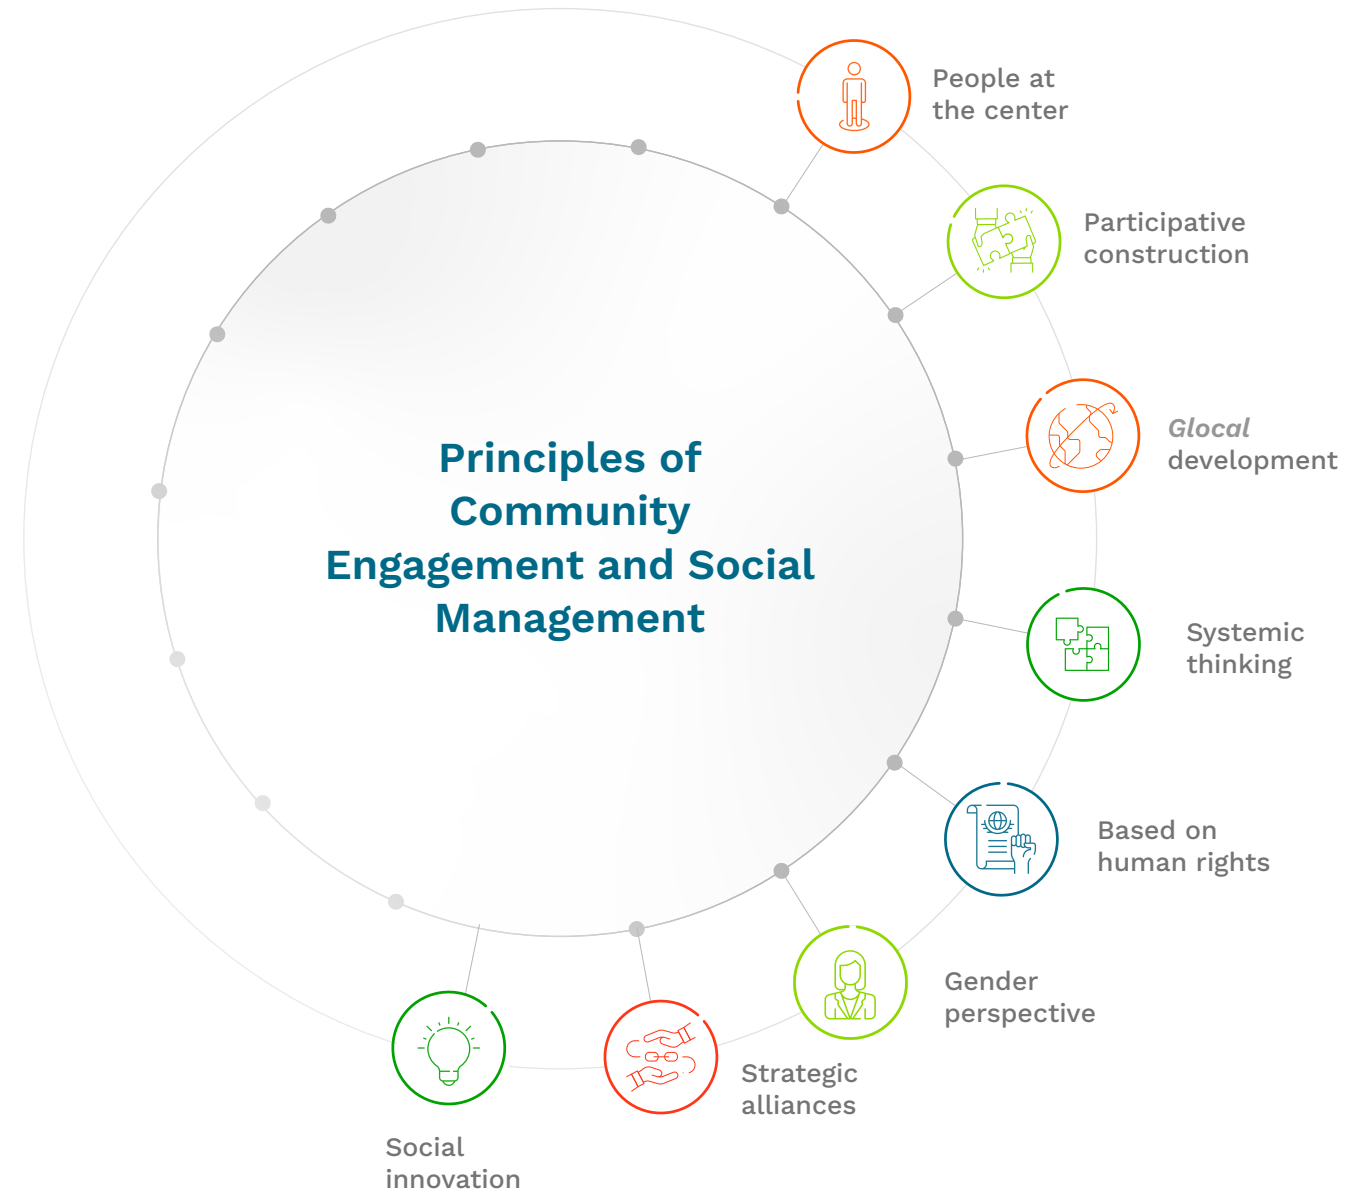 People at
the center
Participative
construction
Glocal
development
Principles of
Community
Engagement and Social
Management
Systemic
thinking
Based on
human rights
Gender
perspective
Strategic
alliances
Social
innovation